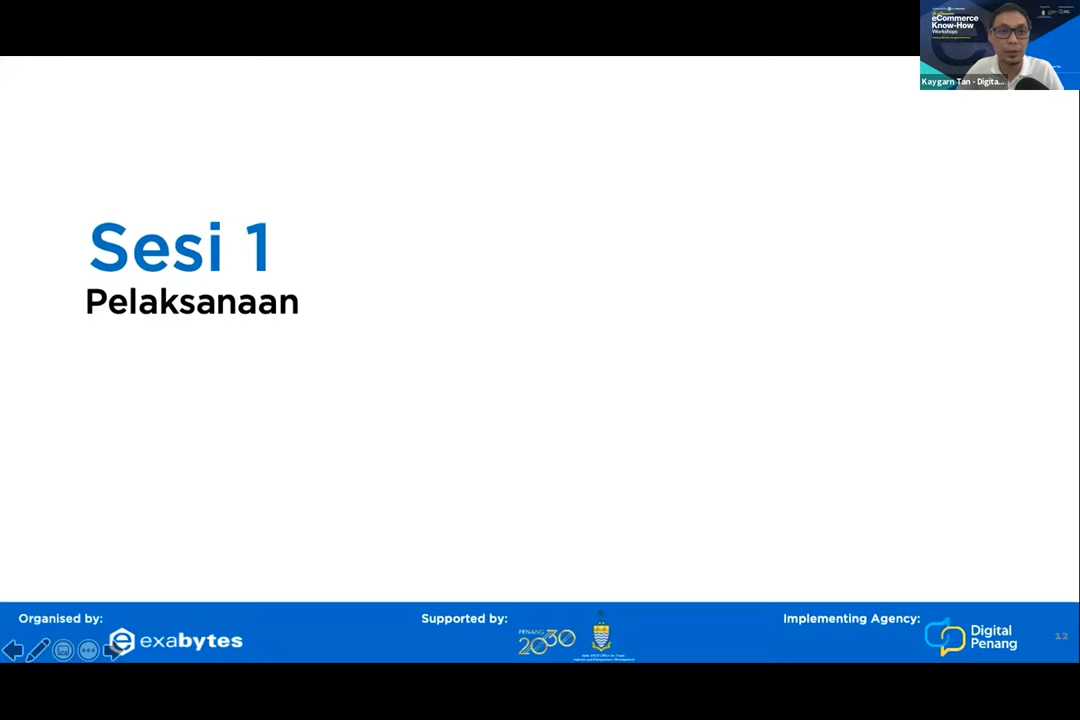 eCommerce
Know-How
Workshops
Kaygarn Tan - Digita...
Sesi 1
Pelaksanaan
Organised by:
exabytes
Supported by:
PENANG
2030
Implementing Agency:
Digital
Penang
12